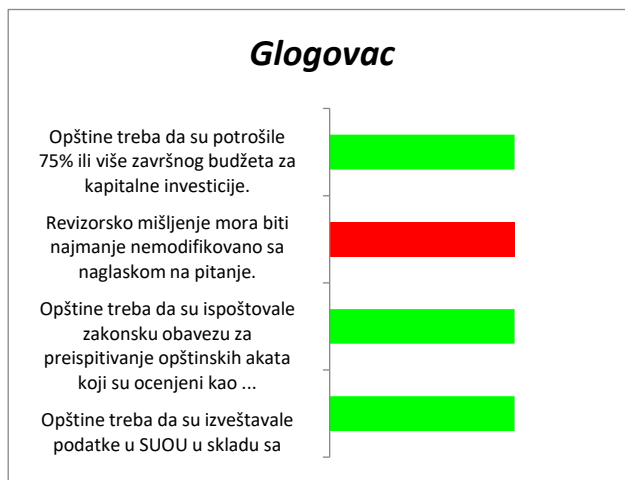 Glogovac
Opštine treba da su potrošile
75% ili više završnog budžeta za
kapitalne investicije.
Revizorsko mišljenje mora biti
najmanje nemodifikovano sa
naglaskom na pitanje.
Opštine treba da su ispoštovale
zakonsku obavezu za
preispitivanje opštinskih akata
koji su ocenjeni kao ...
Opštine treba da su izveštavale
podatke u SUOU u skladu sa